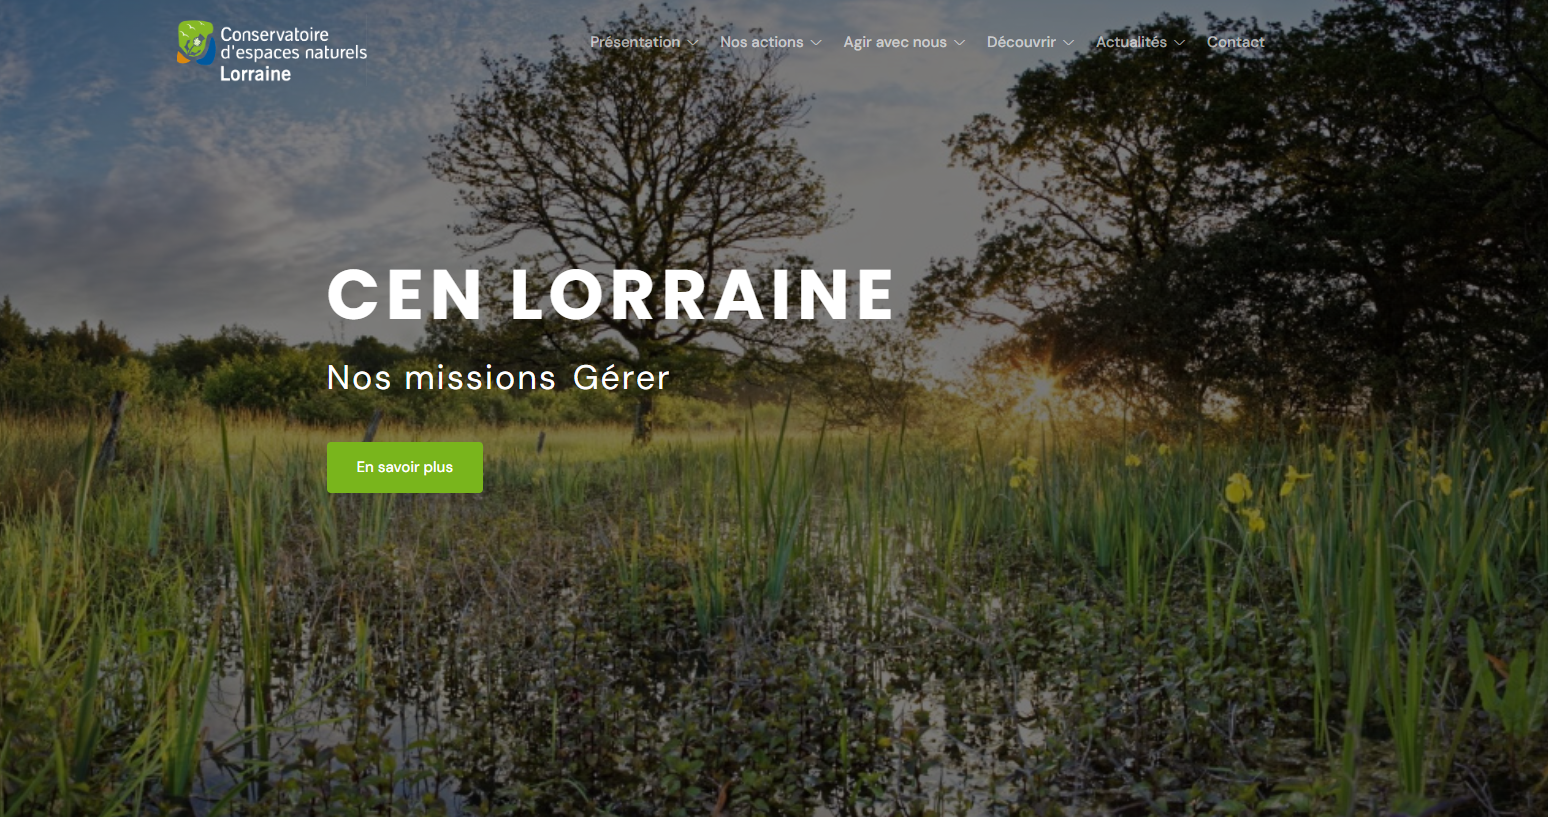 Conservatoire
d'espaces naturels
Lorraine
Présentation
Nos actions
Agir avec nous
Découvrir
Actualités
Contact
CEN LORRAINE
Nos missions Gérer
En savoir plus